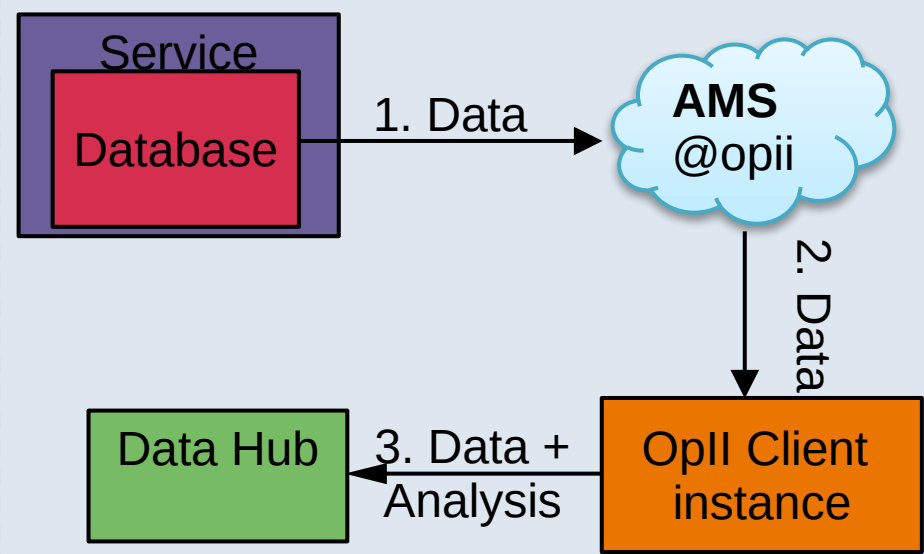 Service
Database
1. Data
AMS
@opii
2. Data
OpII Client
instance
3. Data +
Analysis
Data Hub